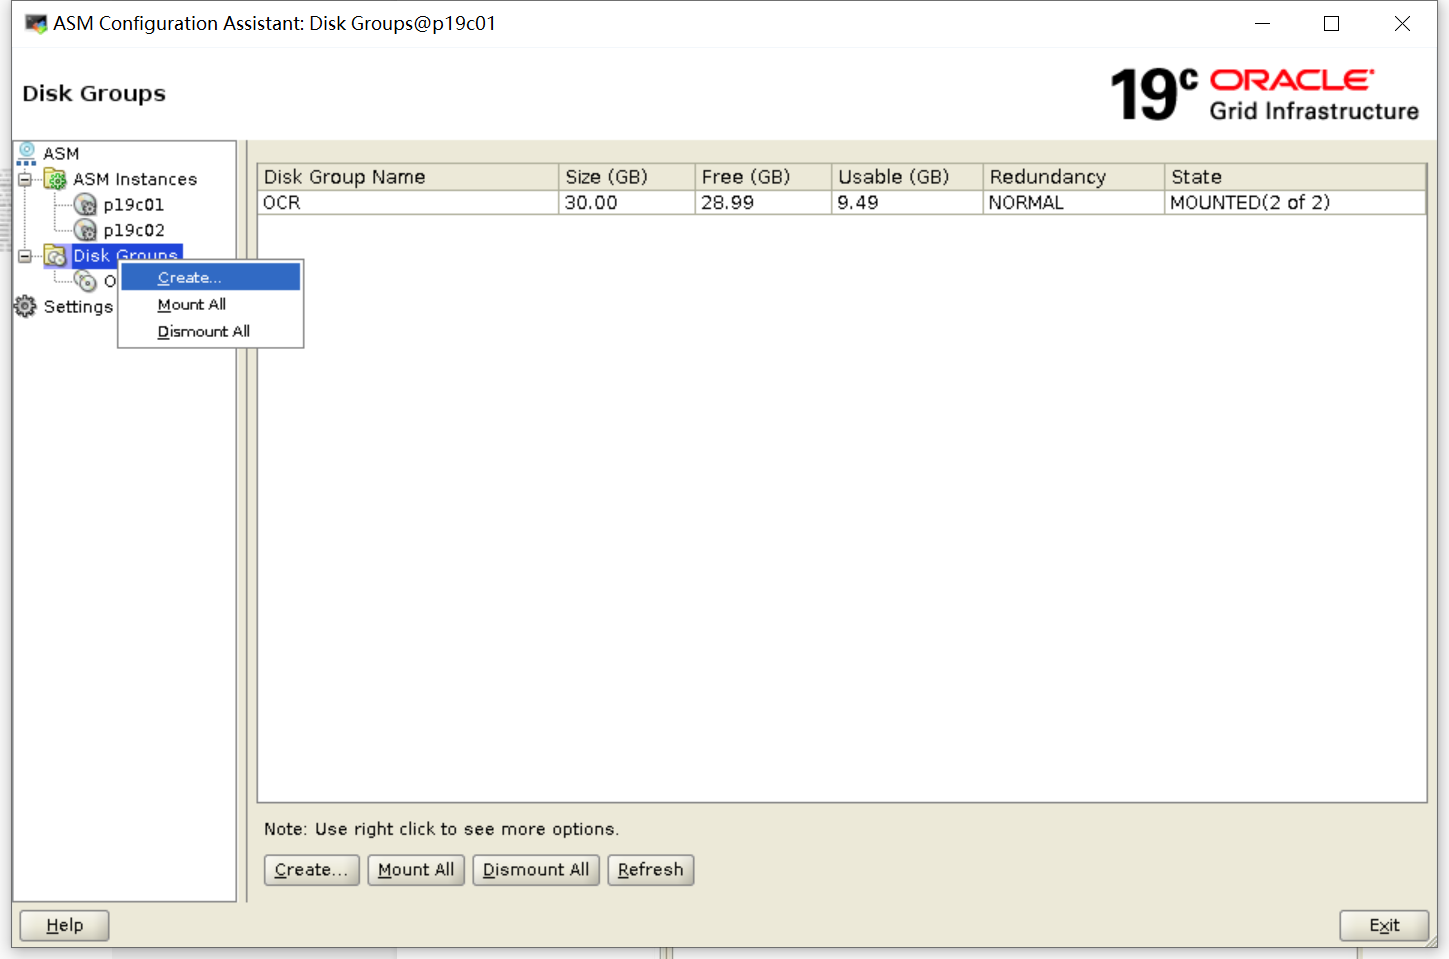 ASM Configuration Assistant: Disk Groups@p19c01
Disk Groups
19c ORACLE
Grid Infrastructure
ASM
ASM Instances
p19c01
p19c02
Disk Groups
O
Settings
Create...
Mount All
Dismount All
Disk Group Name Size (GB) Free (GB) Usable (GB) Redundancy State
OCR 30.00 28.99 9.49 NORMAL MOUNTED(2 of 2)
Note: Use right click to see more options.
Create... Mount All Dismount All Refresh
Help Exit